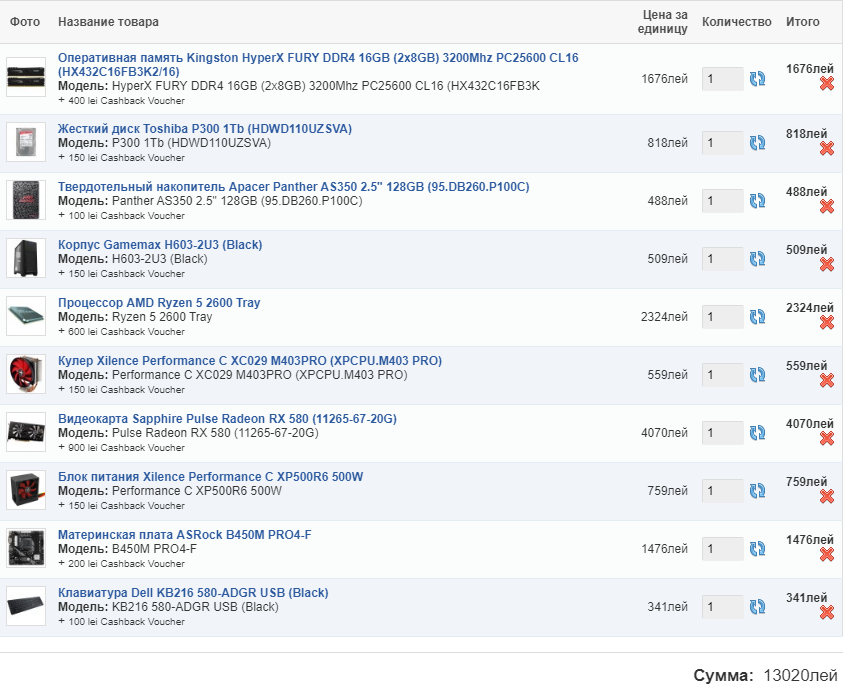 Фото Название товара Цена за единицу Количество Итого
Оперативная память Kingston HyperX FURY DDR4 16GB (2x8GB) 3200Mhz PC25600 CL16
(HX432C16FB3K2/16)
Модель: HyperX FURY DDR4 16GB (2x8GB) 3200Mhz PC25600 CL16 (HX432C16FB3K
+ 400 lei Cashback Voucher
1676лей 1 1676лей
Жесткий диск Toshiba P300 1Tb (HDWD110UZSVA)
Модель: P300 1Tb (HDWD110UZSVA)
+ 150 lei Cashback Voucher
818лей 1 818лей
Твердотельный накопитель Apacer Panther AS350 2.5" 128GB (95.DB260.P100C)
Модель: Panther AS350 2.5" 128GB (95.DB260.P100C)
+ 100 lei Cashback Voucher
488лей 1 488лей
Корпус Gamemax H603-2U3 (Black)
Модель: H603-2U3 (Black)
+ 150 lei Cashback Voucher
509лей 1 509лей
Процессор AMD Ryzen 5 2600 Tray
Модель: Ryzen 5 2600 Tray
+ 600 lei Cashback Voucher
2324лей 1 2324лей
Кулер Xilence Performance C XC029 M403PRO (XPCPU.M403 PRO)
Модель: Performance C XC029 M403PRO (XPCPU.M403 PRO)
+ 150 lei Cashback Voucher
559лей 1 559лей
Видеокарта Sapphire Pulse Radeon RX 580 (11265-67-20G)
Модель: Pulse Radeon RX 580 (11265-67-20G)
+ 900 lei Cashback Voucher
4070лей 1 4070лей
Блок питания Xilence Performance C XP500R6 500W
Модель: Performance C XP500R6 500W
+ 150 lei Cashback Voucher
759лей 1 759лей
Материнская плата ASRock B450M PRO4-F
Модель: B450M PRO4-F
+ 200 lei Cashback Voucher
1476лей 1 1476лей
Клавиатура Dell KB216 580-ADGR USB (Black)
Модель: KB216 580-ADGR USB (Black)
+ 100 lei Cashback Voucher
341лей 1 341лей
Сумма: 13020лей